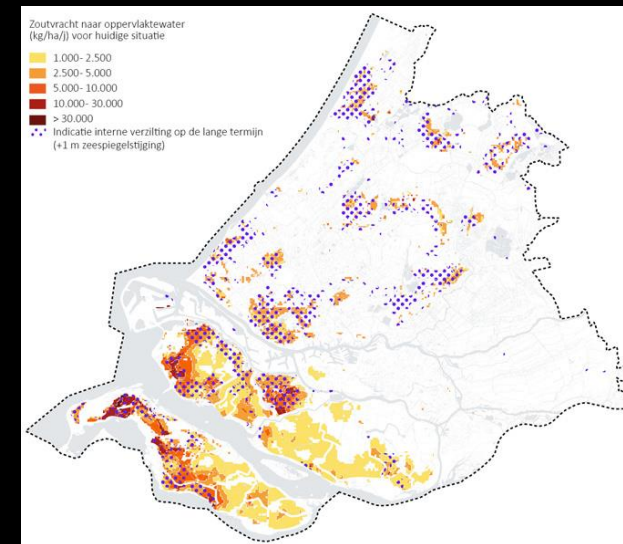 Zoutvracht naar oppervlaktewater
(kg/ha/j) voor huidige situatie
1.000- 2.500
2.500- 5.000
5.000- 10.000
10.000- 30.000
> 30.000
Indicatie interne verzilting op de lange termijn
(+1 m zeespiegelstijging)